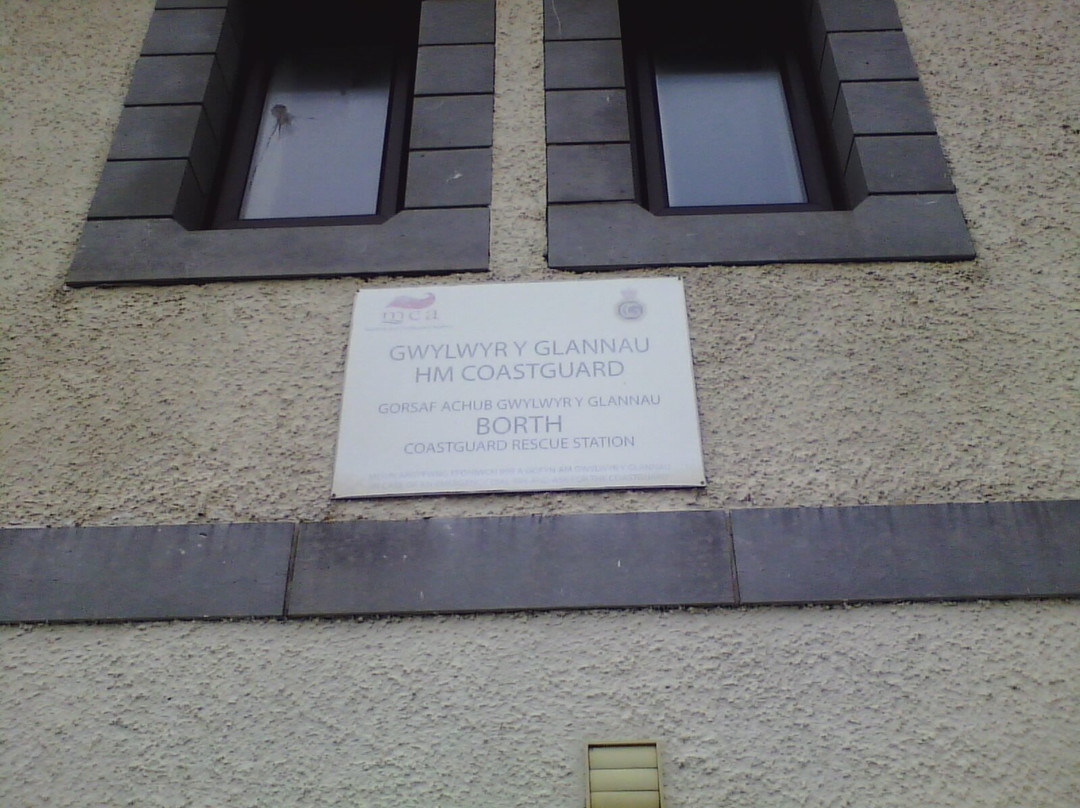 mca
GWYLWYR Y GLANNAU
HM COASTGUARD
GORSAF ACHUB GWYLWYR Y GLANNAU
BORTH
COASTGUARD RESCUE STATION